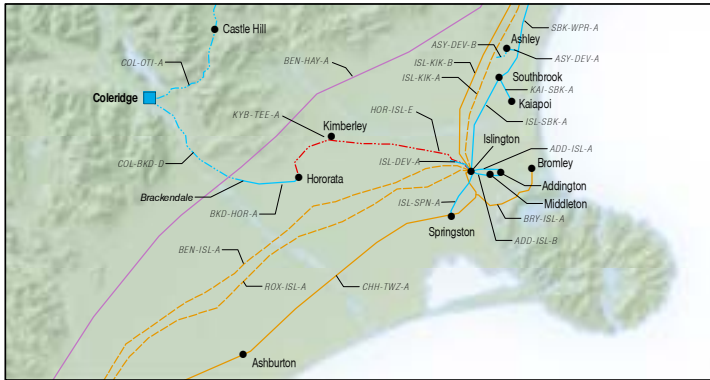 SBK-WPR-A
Castle Hill
ASY-DEV-B
Ashley
ISL-KIK-B
ASY-DEV-A
COL-OTI-A
BEN-HAY-A
ISL-KIK-A
Southbrook
KAI-SBK-A
Coleridge
Kaiapoi
HOR-ISL-E
KYB-TEE-A
ISL-SBK-A
Kimberley
Islington
ADD-ISL-A
COL-BKD-D
ISL-DEV-A
Bromley
Hororata
Addington
Brackendale
Middleton
ISL-SPN-A
BKD-HOR-A
BRY-ISL-A
Springston
ADD-ISL-B
BEN-ISL-A
ROX-ISL-A
CHH-TWZ-A
Ashburton